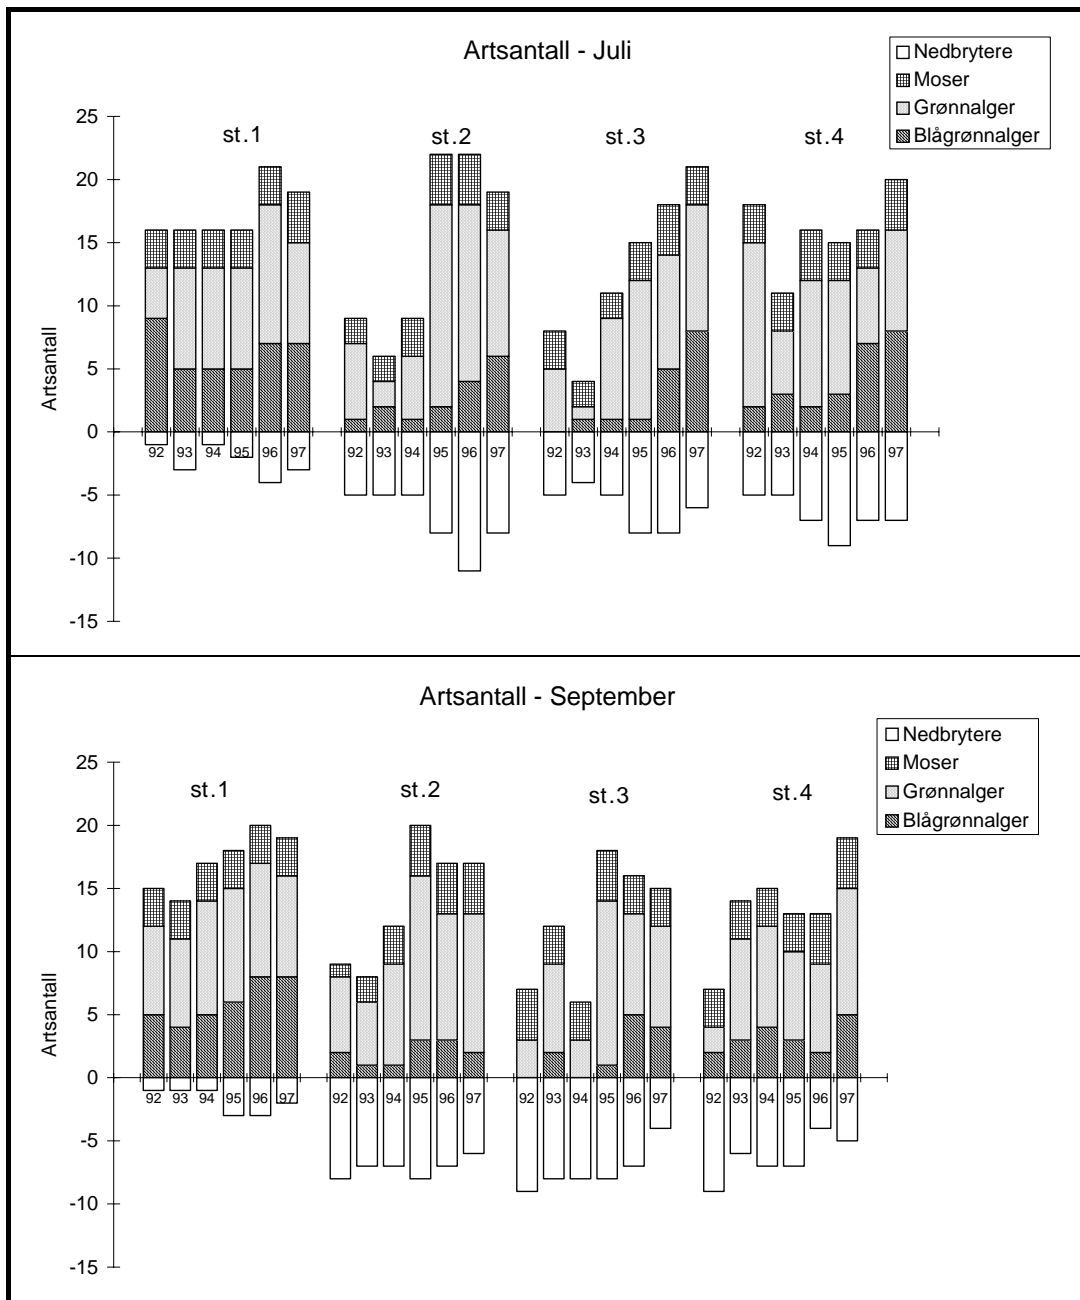 Artsantall - Juli
Nedbrytere
Moser
Grønnalger
Blågrønnalger
25
20
15
10
5
0
-5
-10
-15
Artsantall
st.1
st.2
st.3
st.4
92 93 94 95 96 97 92 93 94 95 96 97 92 93 94 95 96 97 92 93 94 95 96 97
Artsantall - September
Nedbrytere
Moser
Grønnalger
Blågrønnalger
25
20
15
10
5
0
-5
-10
-15
Artsantall
st.1
st.2
st.3
st.4
92 93 94 95 96 97 92 93 94 95 96 97 92 93 94 95 96 97 92 93 94 95 96 97